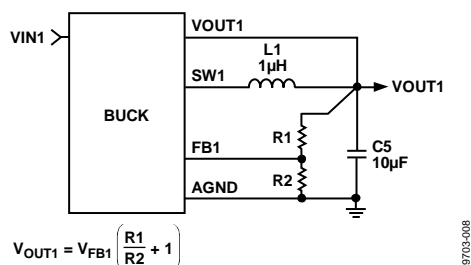 VOUT1
VIN1
L1
1µH
SW1
VOUT1
BUCK
R1
C5
10µF
FB1
R2
AGND
V_OUT1 = V_FB1 (R1/R2 + 1)
9703-008